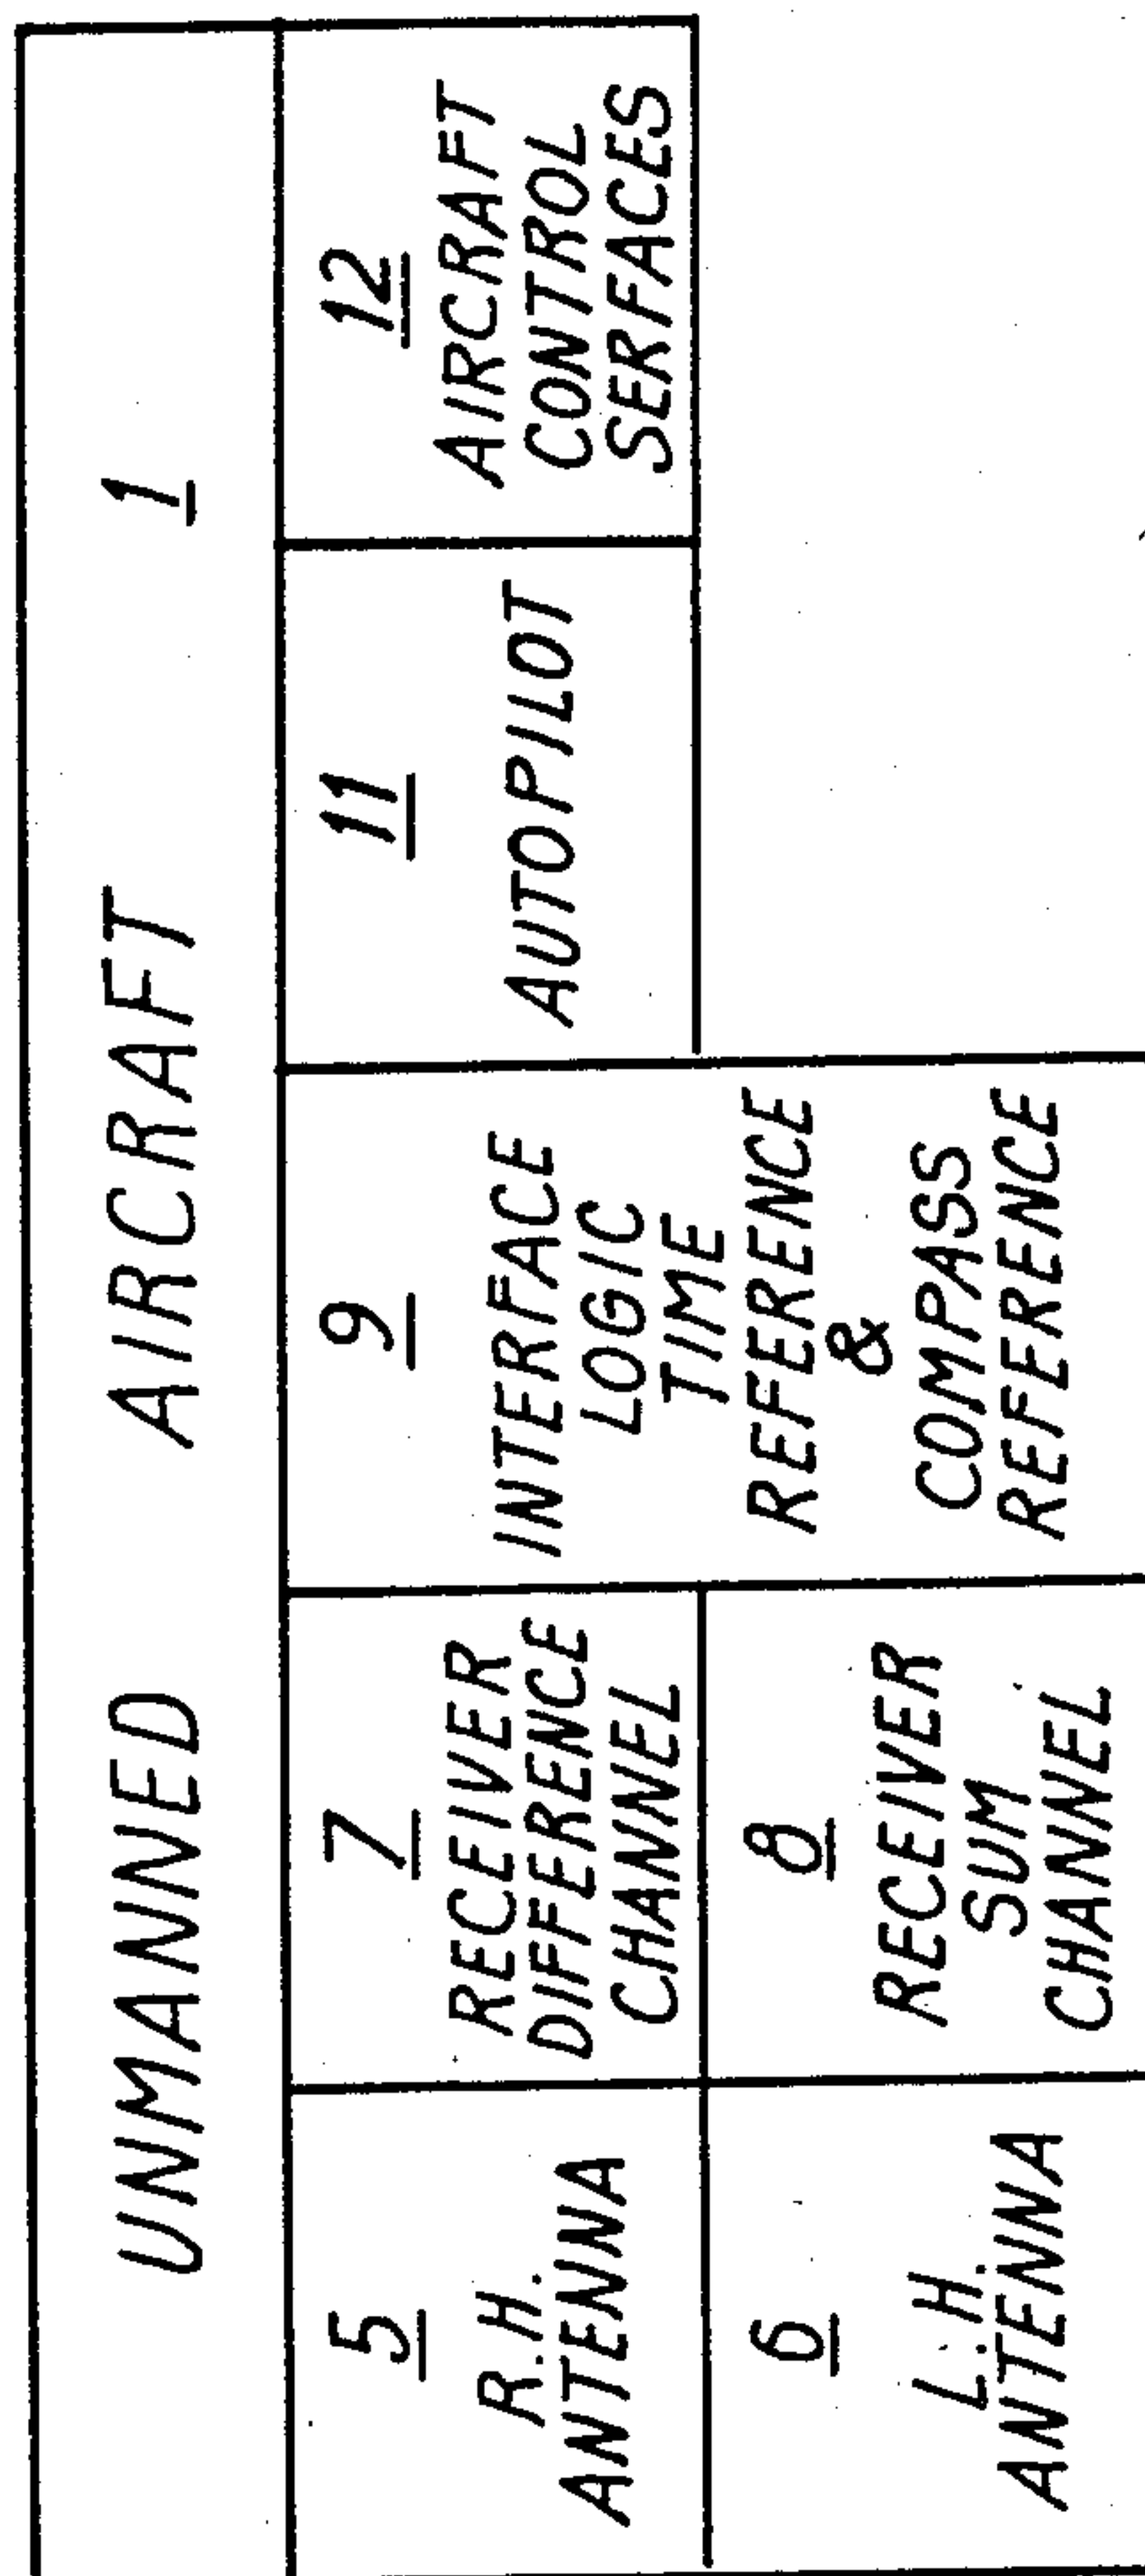 UNMANNED AIRCRAFT 1
5
R.H.
ANTENNA
7
RECEIVER
DIFFERENCE
CHANNEL
9
INTERFACE
LOGIC
TIME
REFERENCE
&
COMPASS
REFERENCE
11
AUTOPILOT
12
AIRCRAFT
CONTROL
SERFACES
6
L.H.
ANTENNA
8
RECEIVER
SUM
CHANNEL